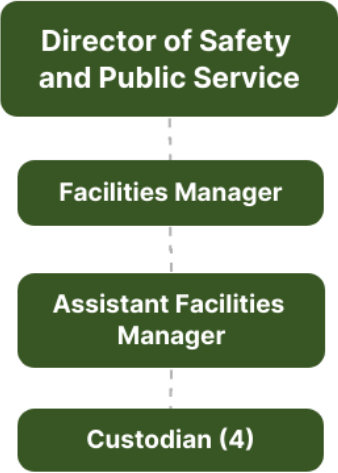 Director of Safety
and Public Service
Facilities Manager
Assistant Facilities
Manager
Custodian (4)